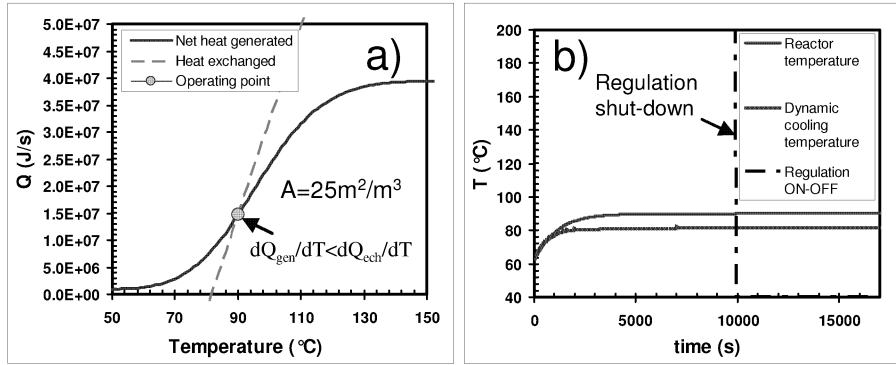 5.0E+07
4.5E+07
4.0E+07
3.5E+07
3.0E+07
2.5E+07
2.0E+07
1.5E+07
1.0E+07
5.0E+06
0.0E+00
Q (J/s)
Net heat generated
Heat exchanged
Operating point
a)
A=25m²/m³
dQgen/dT<dQech/dT
50 70 90 110 130 150
Temperature (°C)
200
180
160
140
120
100
80
60
40
T (°C)
b)
Regulation
shut-down
Reactor
temperature
Dynamic
cooling
temperature
Regulation
ON-OFF
0 5000 10000 15000
time (s)